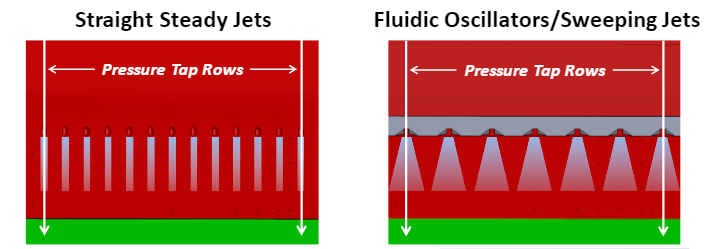 Straight Steady Jets
Fluidic Oscillators/Sweeping Jets
Pressure Tap Rows
Pressure Tap Rows